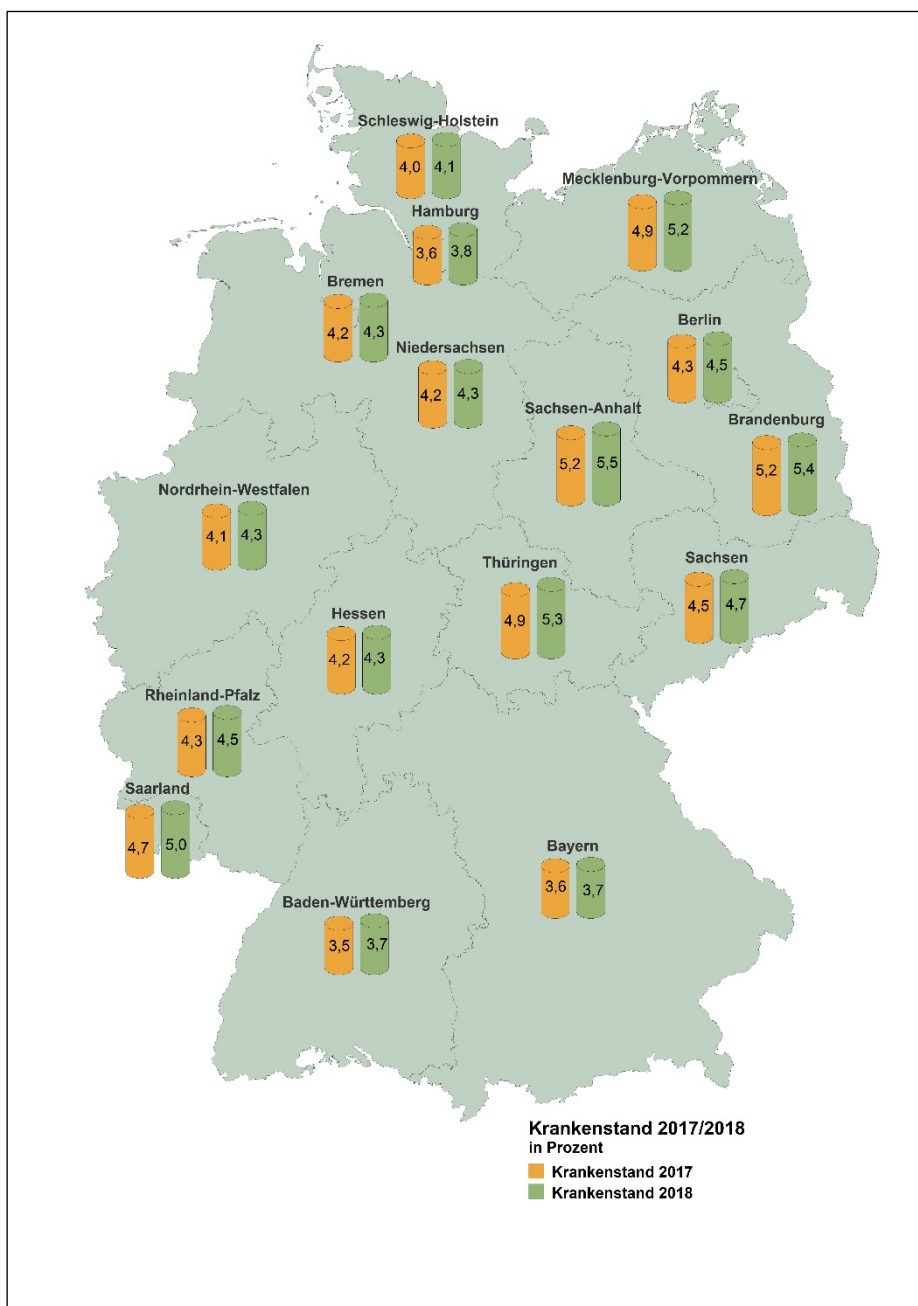 Schleswig-Holstein
4,0 4,1
Mecklenburg-Vorpommern
4,9 5,2
Hamburg
3,6 3,8
Bremen
4,2 4,3
Berlin
4,3 4,5
Niedersachsen
4,2 4,3
Sachsen-Anhalt
5,2 5,5
Brandenburg
5,2 5,4
Nordrhein-Westfalen
4,1 4,3
Thüringen
4,9 5,3
Sachsen
4,5 4,7
Hessen
4,2 4,3
Rheinland-Pfalz
4,3 4,5
Saarland
4,7 5,0
Bayern
3,6 3,7
Baden-Württemberg
3,5 3,7
Krankenstand 2017/2018
in Prozent
Krankenstand 2017
Krankenstand 2018